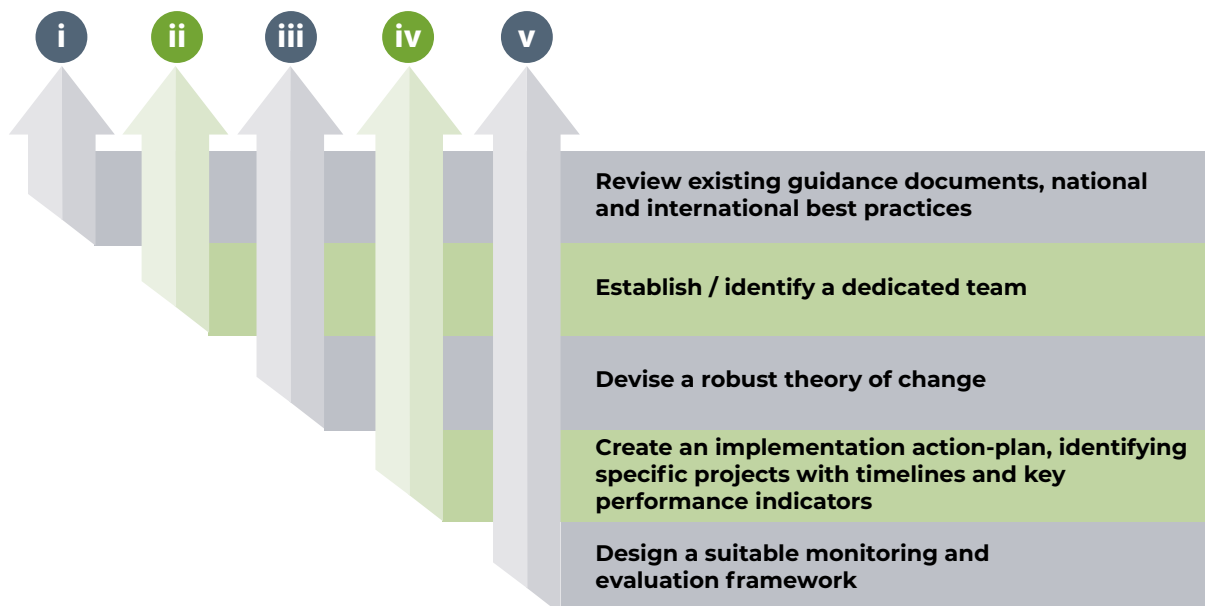 i
ii
iii
iv
v
Review existing guidance documents, national
and international best practices
Establish / identify a dedicated team
Devise a robust theory of change
Create an implementation action-plan, identifying
specific projects with timelines and key
performance indicators
Design a suitable monitoring and
evaluation framework